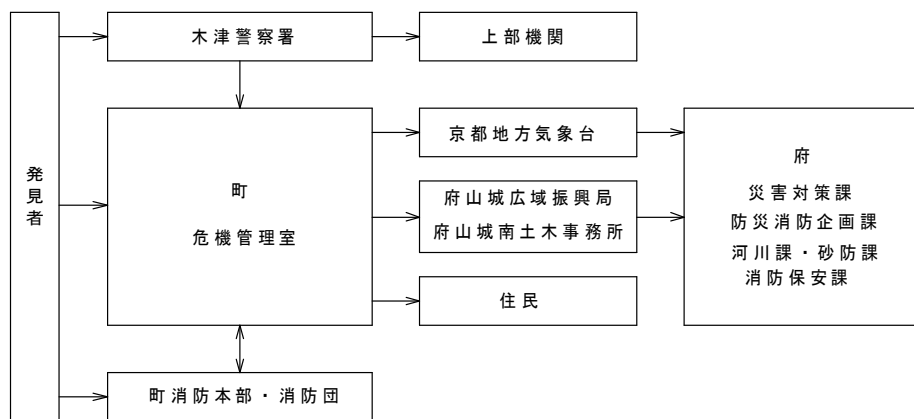 発見者
木津警察署
上部機関
町
危機管理室
京都地方気象台
府山城広域振興局
府山城南土木事務所
住民
府
災害対策課
防災消防企画課
河川課・砂防課
消防保安課
町消防本部・消防団